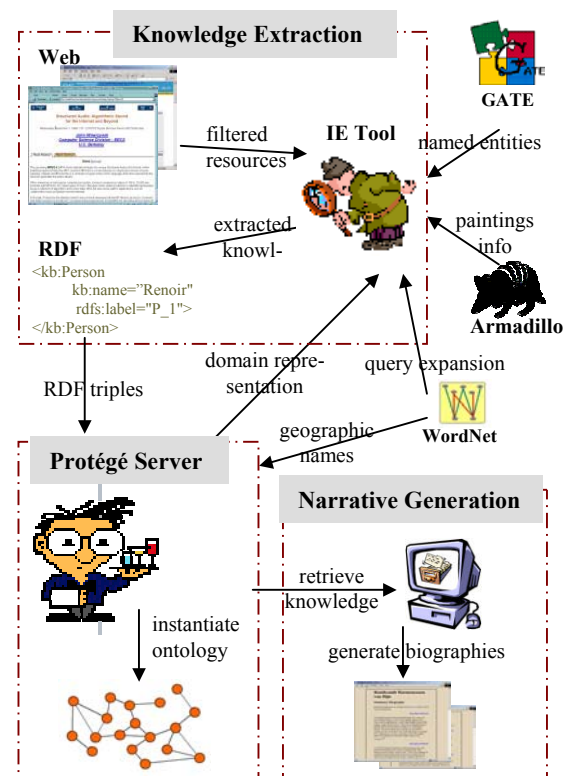 Knowledge Extraction
Web
GATE
filtered
resources
IE Tool
named entities
extracted
knowl-
paintings
info
RDF
<kb:Person
kb:name=”Renoir"
rdfs:label="P_1">
</kb:Person>
Armadillo
domain repre-
sentation
query expansion
RDF triples
WordNet
geographic
names
Protégé Server
Narrative Generation
retrieve
knowledge
instantiate
ontology
generate biographies